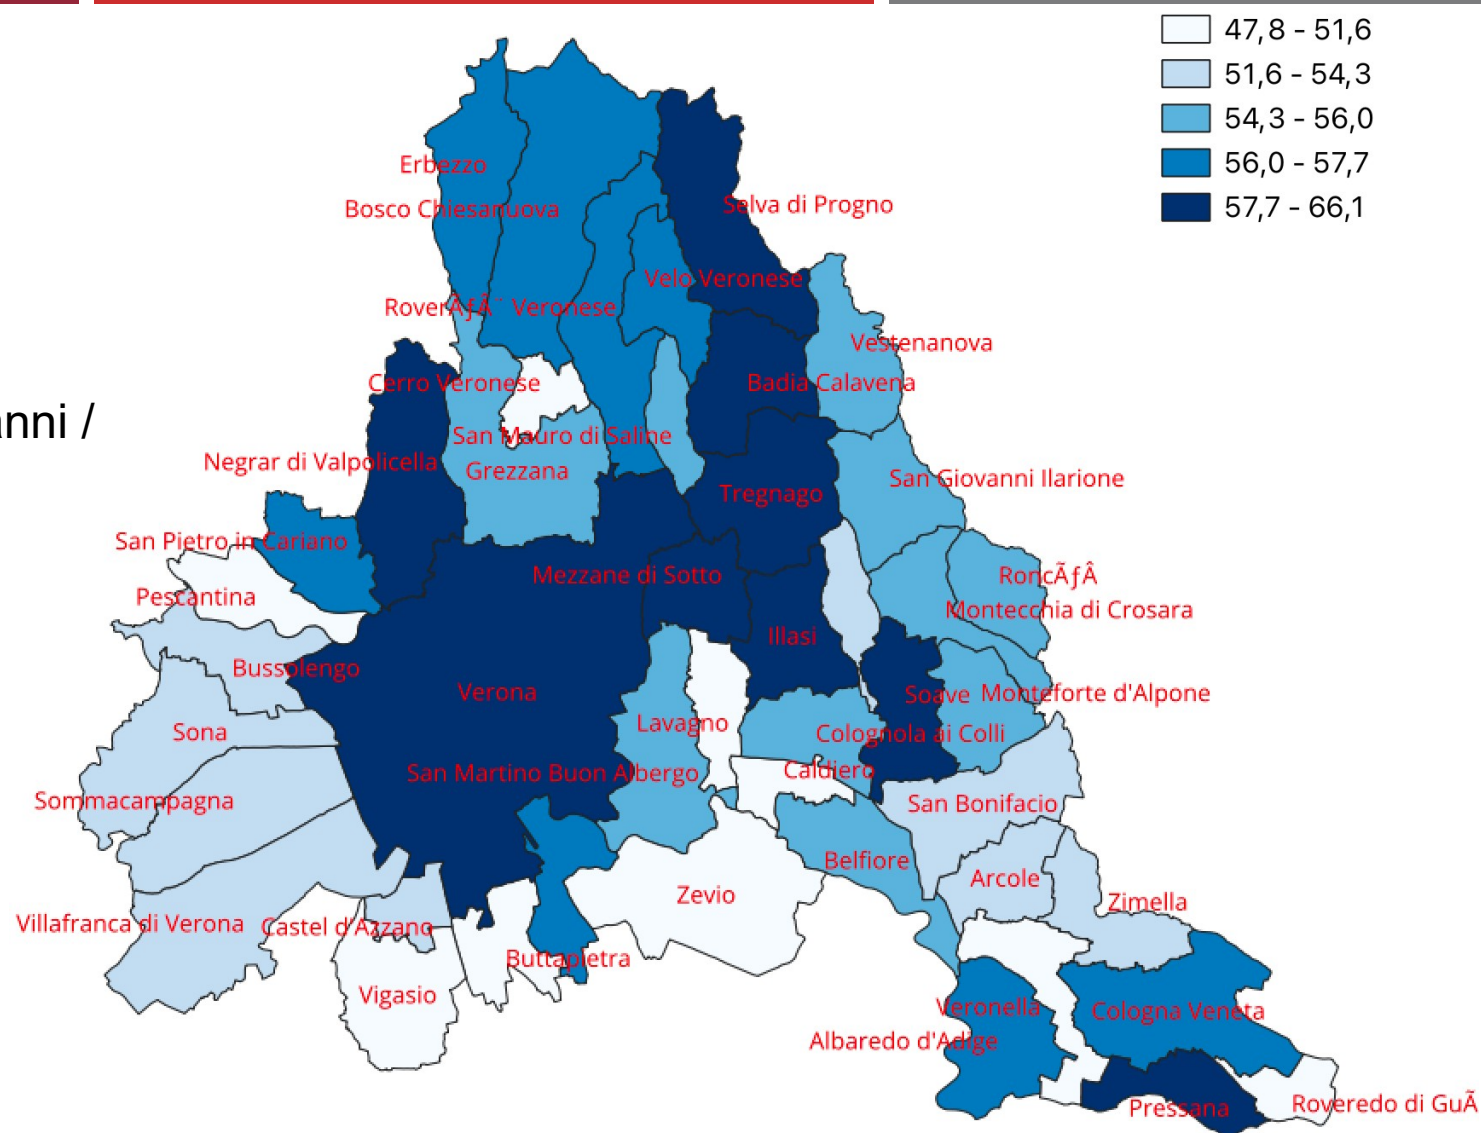 47,8 - 51,6
51,6 - 54,3
54,3 - 56,0
56,0 - 57,7
57,7 - 66,1
Erbezzo
Bosco Chiesanuova
Selva di Progno
Velo Veronese
RoverÃƒÂ¨ Veronese
Vestenanova
Cerro Veronese
Badia Calavena
anni /
San Mauro di Saline
Negrar di Valpolicella
Grezzana
San Giovanni Ilarione
Tregnago
San Pietro in Cariano
Mezzane di Sotto
RoncÃƒÂ
Pescantina
Montecchia di Crosara
Illasi
Bussolengo
Verona
Soave
Monteforte d'Alpone
Lavagno
Sona
Colognola ai Colli
San Martino Buon Albergo
Caldiero
Sommacampagna
San Bonifacio
Belfiore
Arcole
Zevio
Zimella
Villafranca di Verona
Castel d'Azzano
Buttapietra
Vigasio
Veronella
Cologna Veneta
Albaredo d'Adige
Pressana
Roveredo di GuÃ